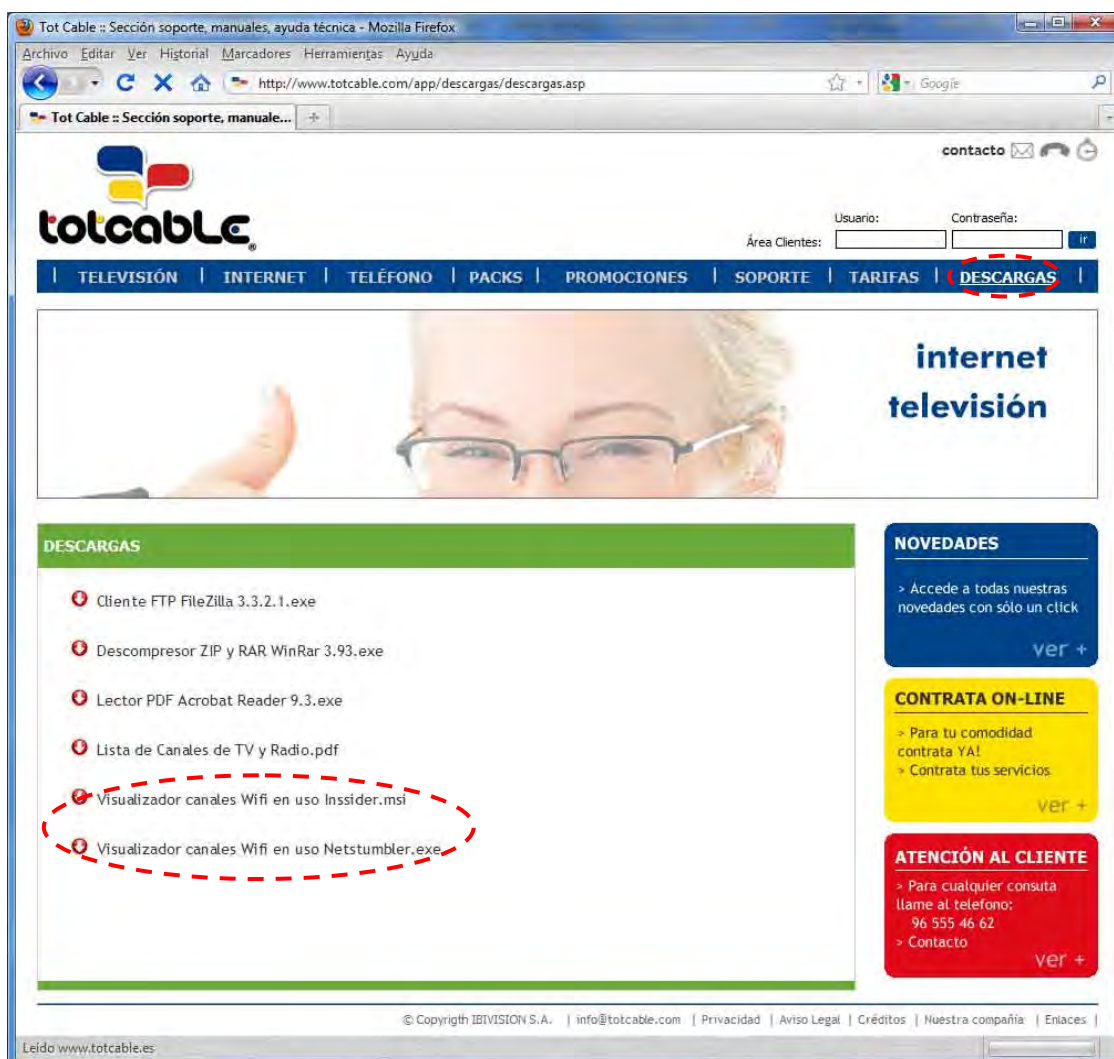 Tot Cable :: Sección soporte, manuales, ayuda técnica - Mozilla Firefox
Archivo Editar Ver Historial Marcadores Herramientas Ayuda
http://www.totcable.com/app/descargas/descargas.asp Google
Tot Cable :: Sección soporte, manuale...
contacto
totcable®
Usuario: Contraseña:
Área Clientes: ir
| TELEVISIÓN | INTERNET | TELÉFONO | PACKS | PROMOCIONES | SOPORTE | TARIFAS | DESCARGAS |
internet
televisión
DESCARGAS
Cliente FTP FileZilla 3.3.2.1.exe
Descompresor ZIP y RAR WinRar 3.93.exe
Lector PDF Acrobat Reader 9.3.exe
Lista de Canales de TV y Radio.pdf
Visualizador canales Wifi en uso Inssider.msi
Visualizador canales Wifi en uso Netstumbler.exe
NOVEDADES
> Accede a todas nuestras
novedades con sólo un click
ver +
CONTRATA ON-LINE
> Para tu comodidad
contrata YA!
> Contrata tus servicios
ver +
ATENCIÓN AL CLIENTE
> Para cualquier consuta
llame al telefono:
96 555 46 62
> Contacto
ver +
© Copyrigth IBIVISION S.A. | info@totcable.com | Privacidad | Aviso Legal | Créditos | Nuestra compañia | Enlaces |
Leído www.totcable.es